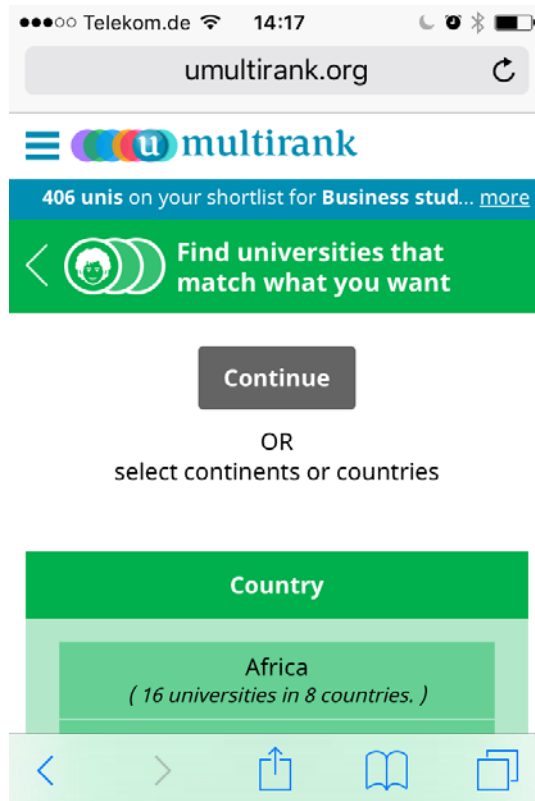 Telekom.de 14:17
umultirank.org
u multirank
406 unis on your shortlist for Business stud... more
Find universities that
match what you want
Continue
OR
select continents or countries
Country
Africa
( 16 universities in 8 countries. )